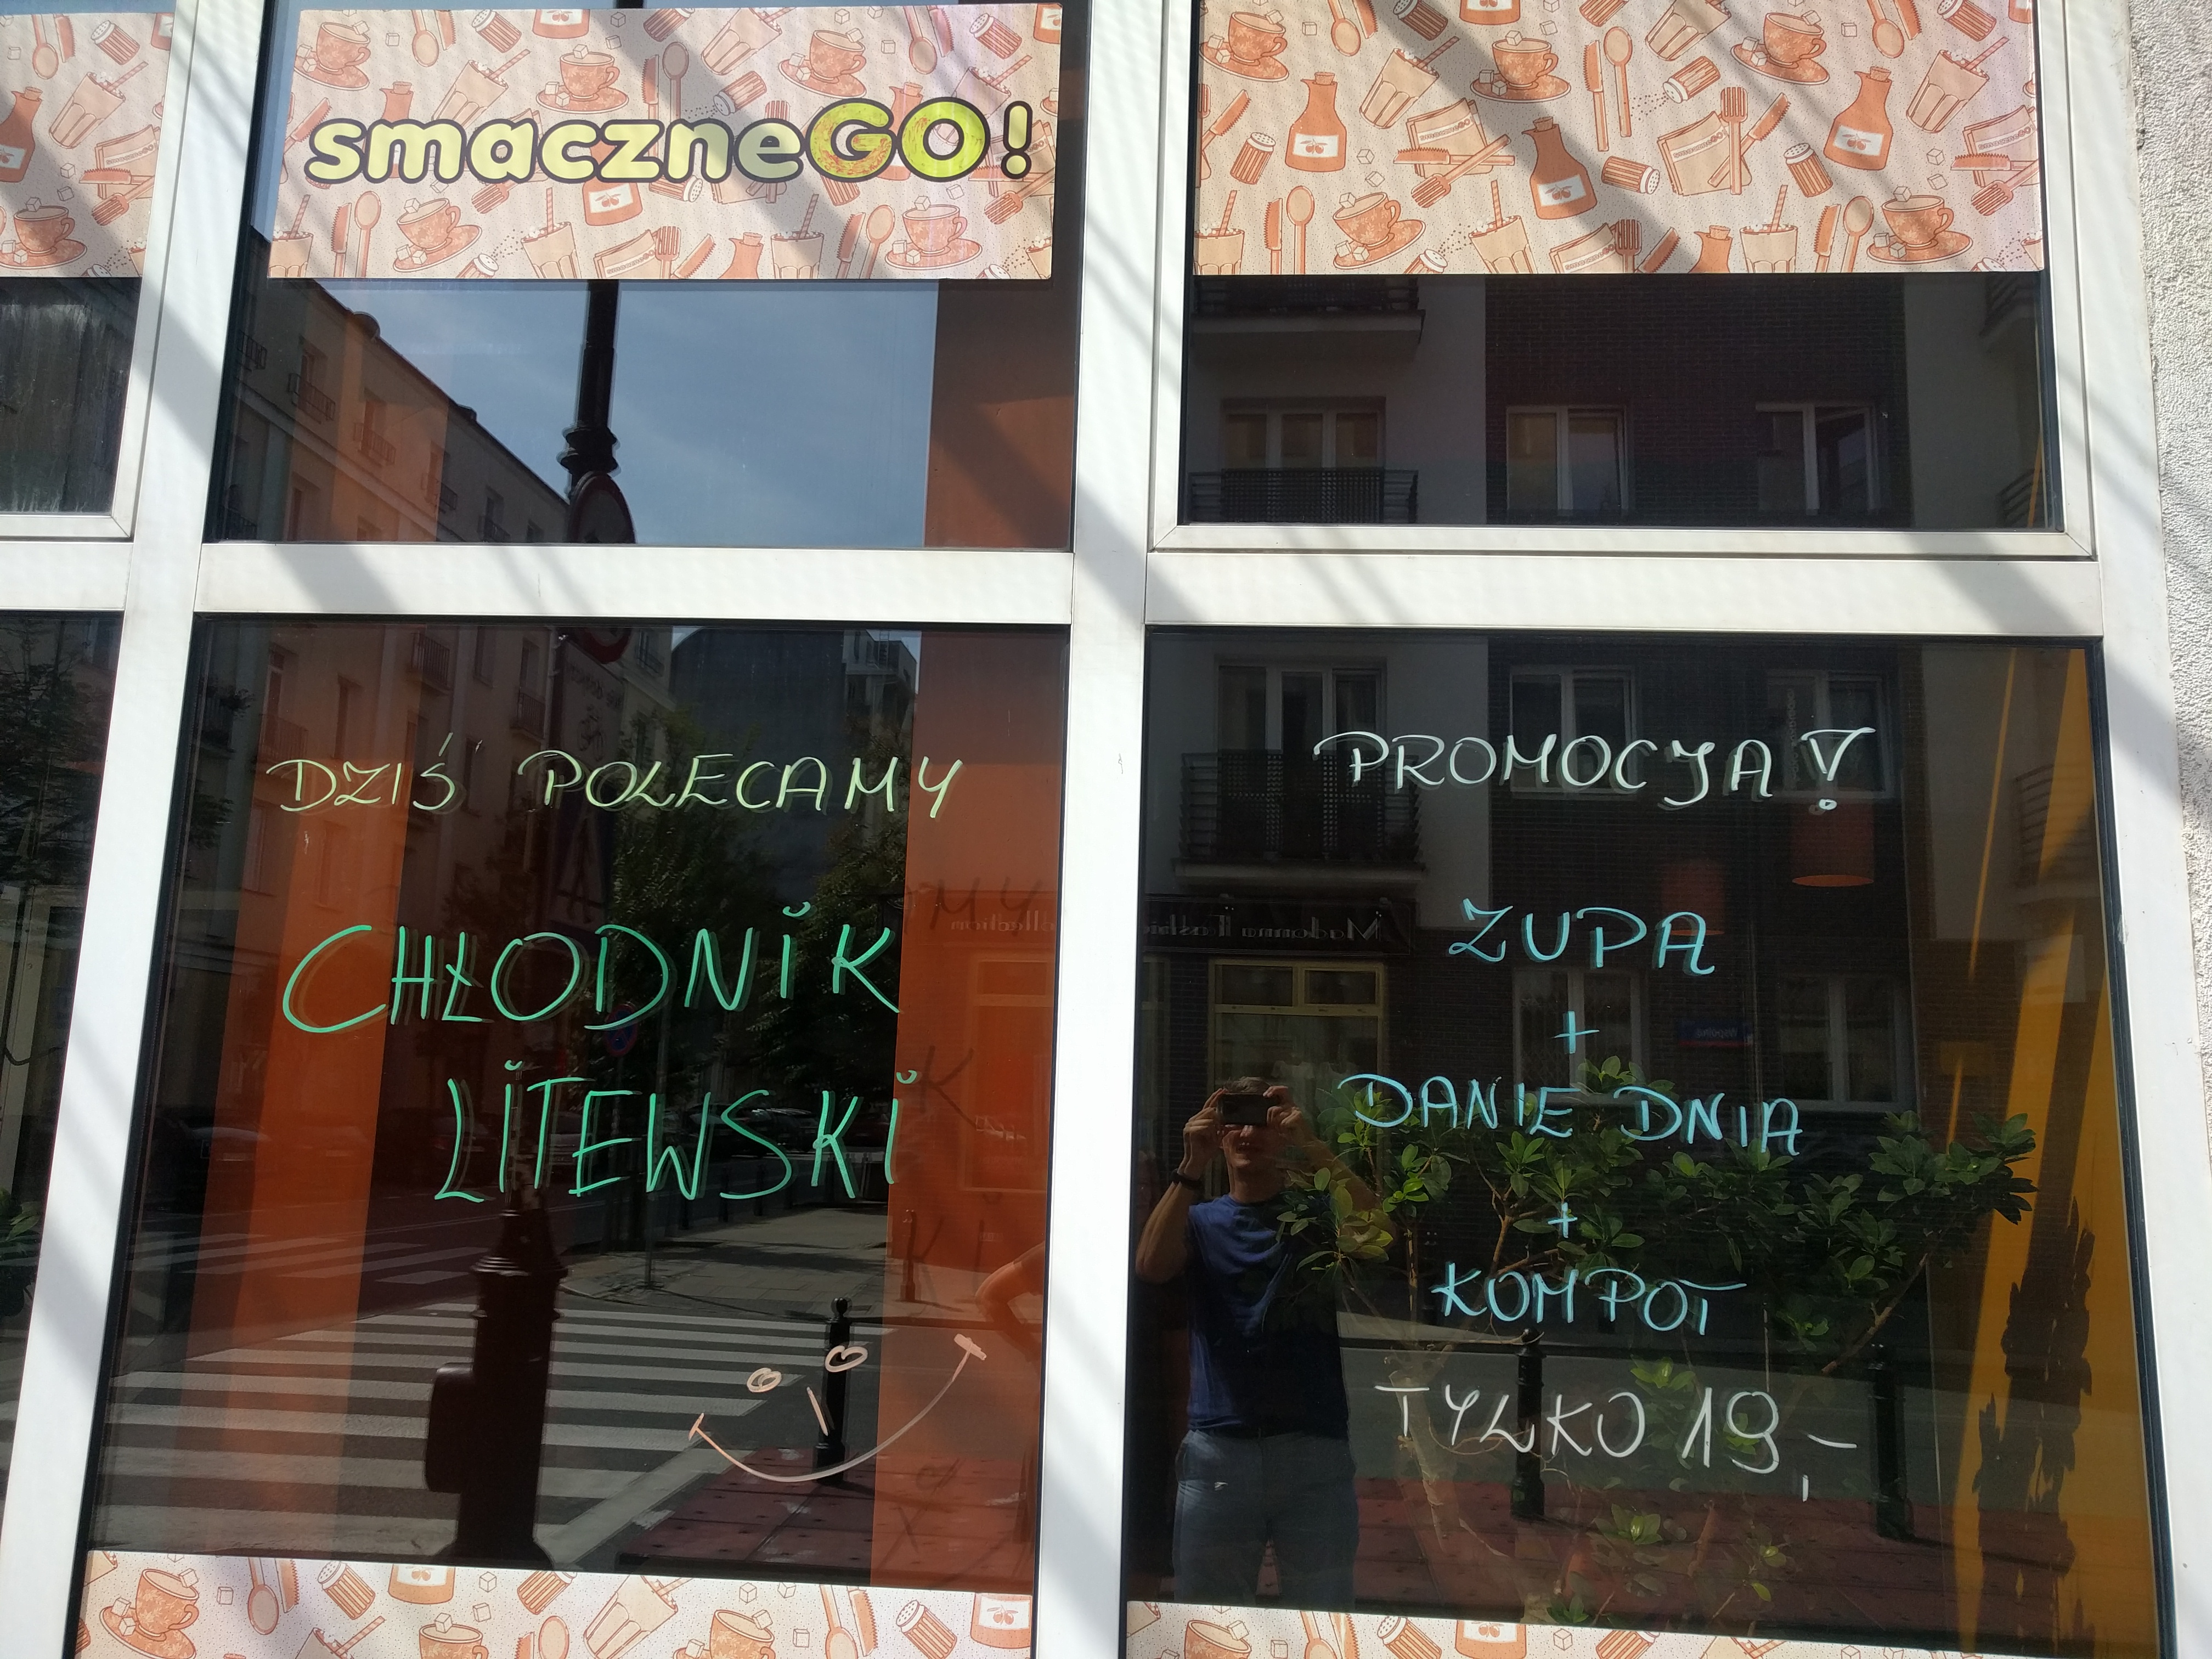 smaczneGO!
DZIŚ POLECAMY
CHŁODNIK
LITEWSKI
PROMOCJA!
ZUPA
+
DANIE DNIA
+
KOMPOT
TYLKO 19,-